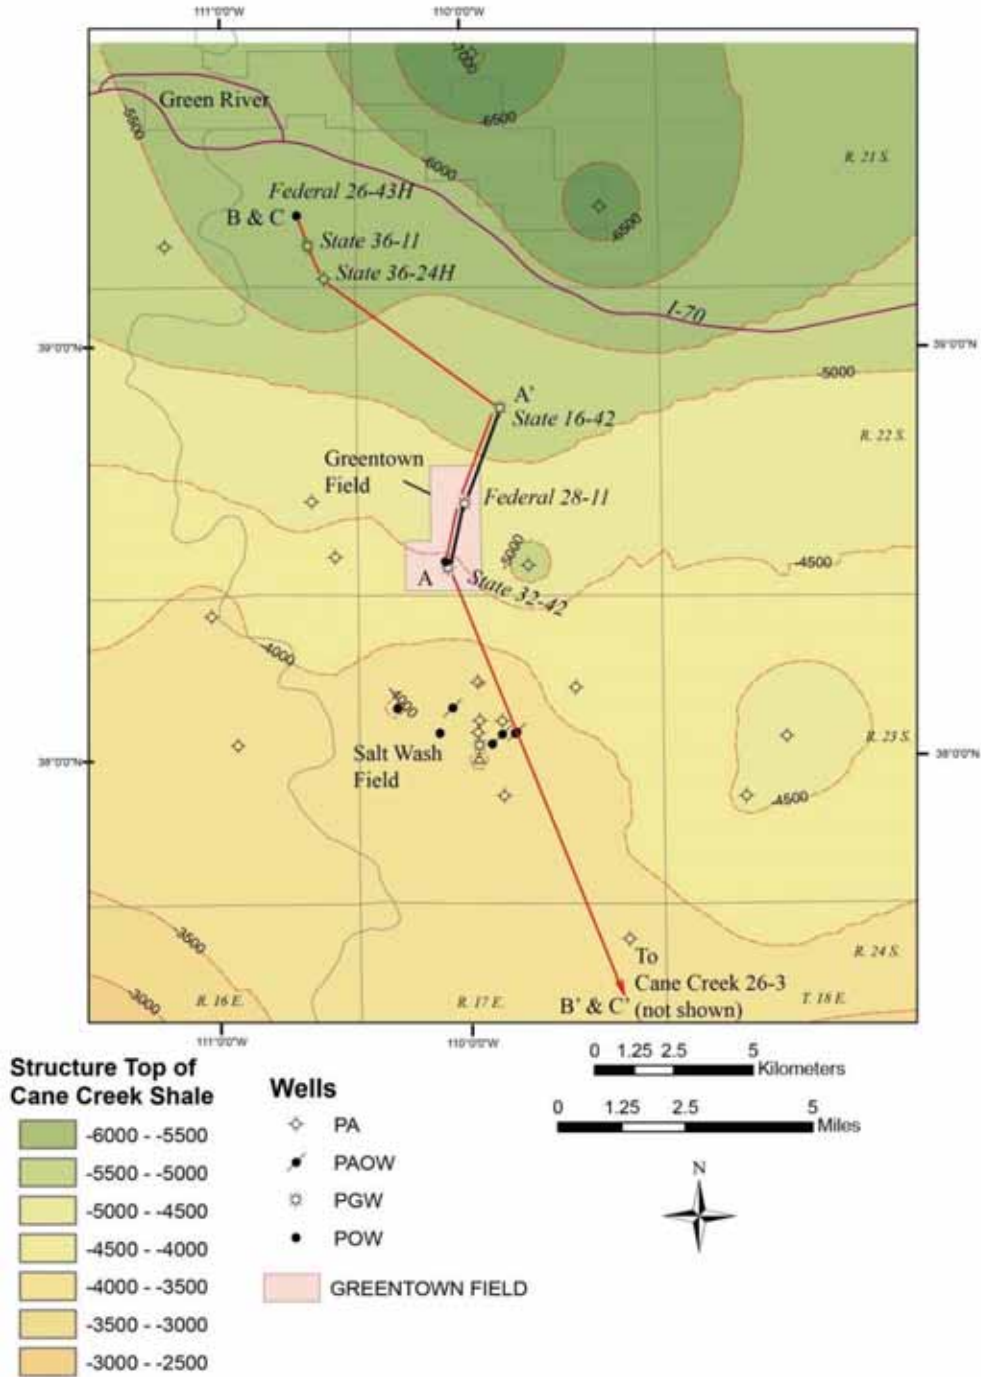 111°0'0"W
110°0'0"W
-7000
-6500
-5500
Green River
-6000
R. 21 S.
Federal 26-43H
B & C
State 36-11
-6500
State 36-24H
I-70
39°0'0"N
39°0'0"N
-5000
A'
State 16-42
R. 22 S.
Greentown
Field
Federal 28-11
-5000
-4500
A
State 32-42
-4000
-4000
Salt Wash
Field
R. 23 S.
38°0'0"N
38°0'0"N
-4500
-3500
R. 24 S.
To
Cane Creek 26-3
(not shown)
B' & C'
-3000
R. 16 E.
R. 17 E.
T. 18 E.
111°0'0"W
110°0'0"W
Structure Top of
Cane Creek Shale
-6000 - -5500
-5500 - -5000
-5000 - -4500
-4500 - -4000
-4000 - -3500
-3500 - -3000
-3000 - -2500
Wells
PA
PAOW
PGW
POW
GREENTOWN FIELD
0 1.25 2.5 5
Kilometers
0 1.25 2.5 5
Miles
N